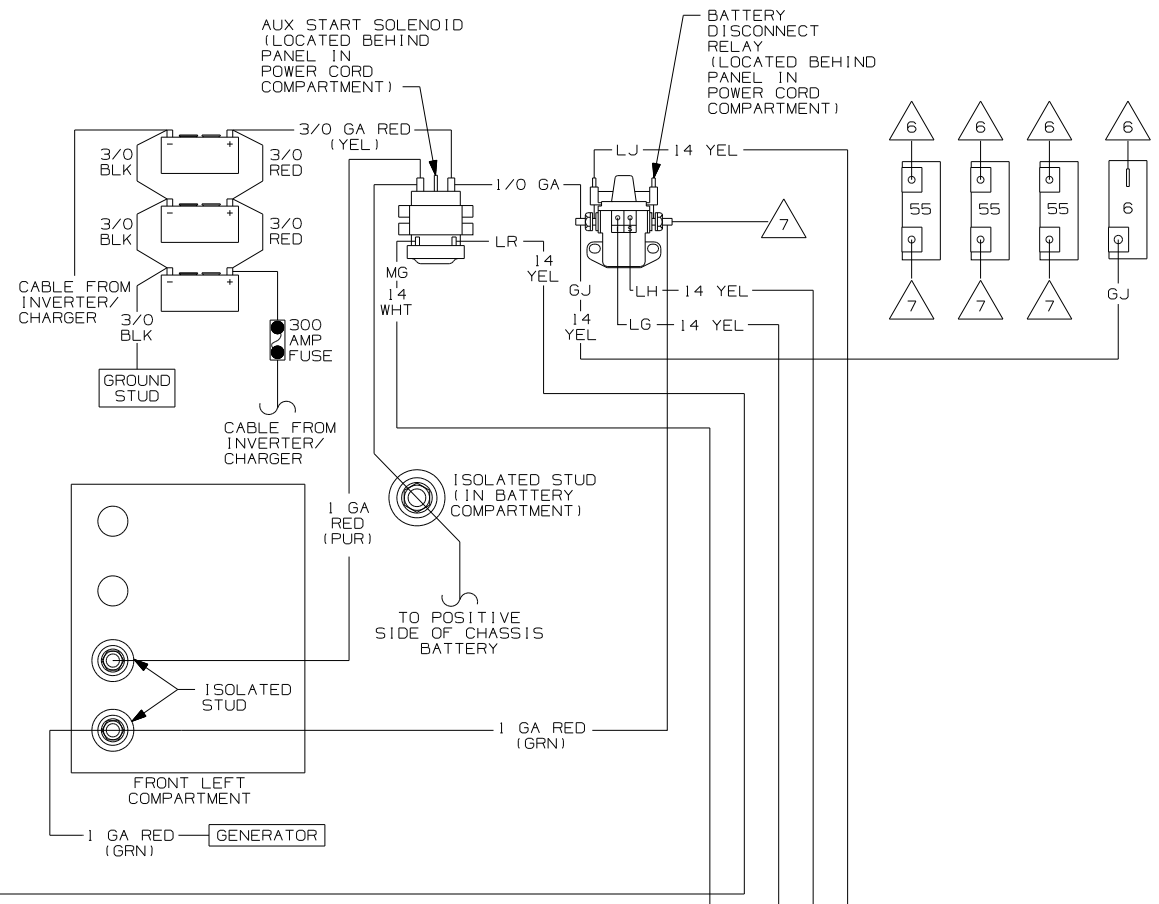 AUX START SOLENOID
(LOCATED BEHIND
PANEL IN
POWER CORD
COMPARTMENT)
BATTERY
DISCONNECT
RELAY
(LOCATED BEHIND
PANEL IN
POWER CORD
COMPARTMENT)
3/0 GA RED
(YEL)
LJ
14 YEL
6
6
6
6
3/0
BLK
- +
3/0
RED
1/0 GA
55
55
55
6
3/0
BLK
- +
3/0
RED
7
S
LR
14
YEL
MG
14
WHT
GJ
14
YEL
LH
14 YEL
LG
14 YEL
7
7
7
GJ
CABLE FROM
INVERTER/
CHARGER
- +
3/0
BLK
300
AMP
FUSE
GROUND
STUD
CABLE FROM
INVERTER/
CHARGER
ISOLATED STUD
(IN BATTERY
COMPARTMENT)
1 GA
RED
(PUR)
TO POSITIVE
SIDE OF CHASSIS
BATTERY
ISOLATED
STUD
1 GA RED
(GRN)
FRONT LEFT
COMPARTMENT
1 GA RED
(GRN)
GENERATOR